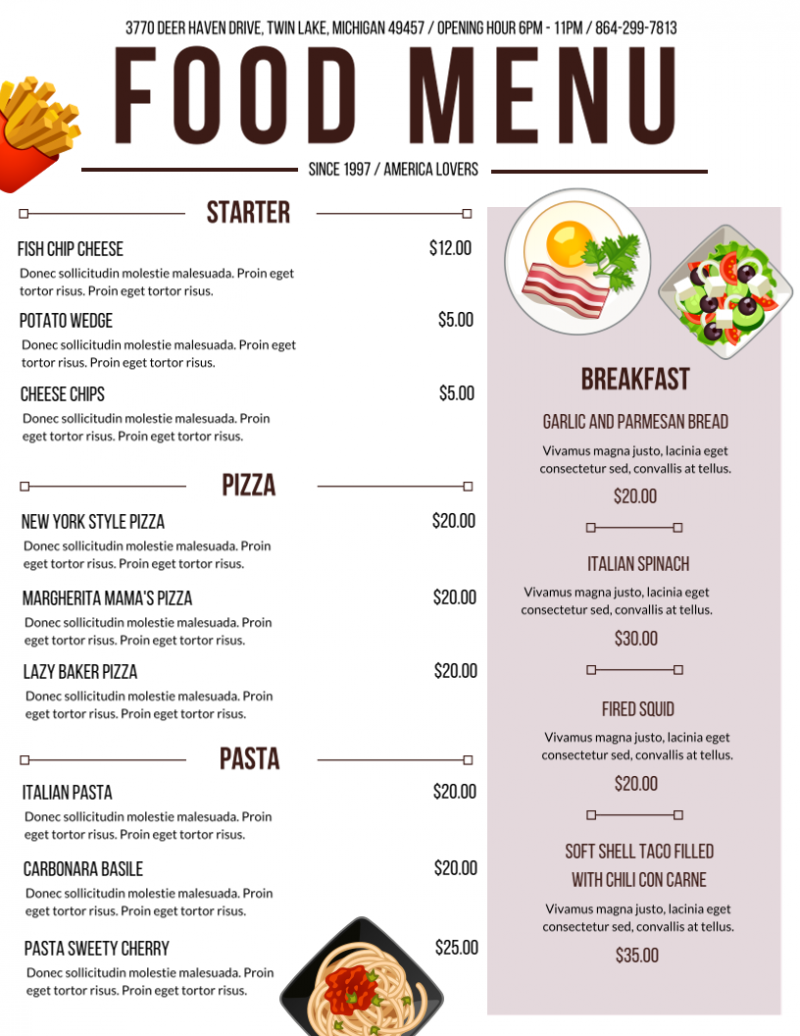 3770 DEER HAVEN DRIVE, TWIN LAKE, MICHIGAN 49457 / OPENING HOUR 6PM - 11PM / 864-299-7813
FOOD MENU
SINCE 1997 / AMERICA LOVERS
STARTER
FISH CHIP CHEESE $12.00
Donec sollicitudin molestie malesuada. Proin eget
tortor risus. Proin eget tortor risus.
POTATO WEDGE $5.00
Donec sollicitudin molestie malesuada. Proin eget
tortor risus. Proin eget tortor risus.
CHEESE CHIPS $5.00
Donec sollicitudin molestie malesuada. Proin
eget tortor risus. Proin eget tortor risus.
PIZZA
NEW YORK STYLE PIZZA $20.00
Donec sollicitudin molestie malesuada. Proin
eget tortor risus. Proin eget tortor risus.
MARGHERITA MAMA'S PIZZA $20.00
Donec sollicitudin molestie malesuada. Proin
eget tortor risus. Proin eget tortor risus.
LAZY BAKER PIZZA $20.00
Donec sollicitudin molestie malesuada. Proin
eget tortor risus. Proin eget tortor risus.
PASTA
ITALIAN PASTA $20.00
Donec sollicitudin molestie malesuada. Proin
eget tortor risus. Proin eget tortor risus.
CARBONARA BASILE $20.00
Donec sollicitudin molestie malesuada. Proin
eget tortor risus. Proin eget tortor risus.
PASTA SWEETY CHERRY $25.00
Donec sollicitudin molestie malesuada. Proin
eget tortor risus. Proin eget tortor risus.
BREAKFAST
GARLIC AND PARMESAN BREAD
Vivamus magna justo, lacinia eget
consectetur sed, convallis at tellus.
$20.00
ITALIAN SPINACH
Vivamus magna justo, lacinia eget
consectetur sed, convallis at tellus.
$30.00
FIRED SQUID
Vivamus magna justo, lacinia eget
consectetur sed, convallis at tellus.
$20.00
SOFT SHELL TACO FILLED
WITH CHILI CON CARNE
Vivamus magna justo, lacinia eget
consectetur sed, convallis at tellus.
$35.00